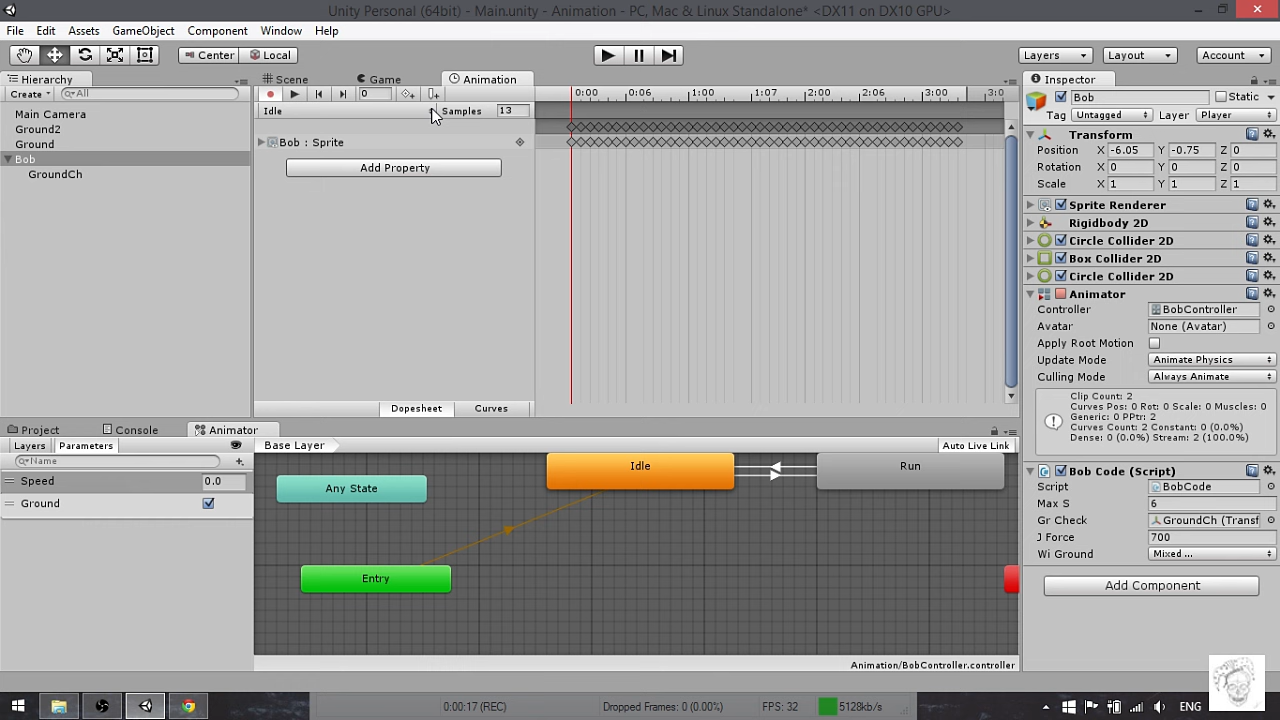 Unity Personal (64bit) - Main.unity - Animation - PC, Mac & Linux Standalone* <DX11 on DX10 GPU>
File Edit Assets GameObject Component Window Help
Center Local Layers Layout Account
Hierarchy
Create All
Main Camera
Ground2
Ground
Bob
GroundCh
Scene Game Animation
0
Idle Samples 13
0:00 0:06 1:00 1:07 2:00 2:06 3:00
Bob : Sprite
Add Property
Dopesheet Curves
Inspector
Bob Static
Tag Untagged Layer Player
Transform
Position X -6.05 Y -0.75 Z 0
Rotation X 0 Y 0 Z 0
Scale X 1 Y 1 Z 1
Sprite Renderer
Rigidbody 2D
Circle Collider 2D
Box Collider 2D
Circle Collider 2D
Animator
Controller BobController
Avatar None (Avatar)
Apply Root Motion
Update Mode Animate Physics
Culling Mode Always Animate
Clip Count: 2
Curves Pos: 0 Rot: 0 Scale: 0 Muscles: 0
Generic: 0 PPtr: 2
Curves Count: 2 Constant: 0 (0.0%)
Dense: 0 (0.0%) Stream: 2 (100.0%)
Bob Code (Script)
Script BobCode
Max S 6
Gr Check GroundCh (Transf
J Force 700
Wi Ground Mixed ...
Add Component
Project Console Animator
Layers Parameters
Name
Speed 0.0
Ground
Base Layer Auto Live Link
Any State
Idle
Run
Entry
Animation/BobController.controller
0:00:17 (REC) Dropped Frames: 0 (0.00%) FPS: 32 5128kb/s
ENG